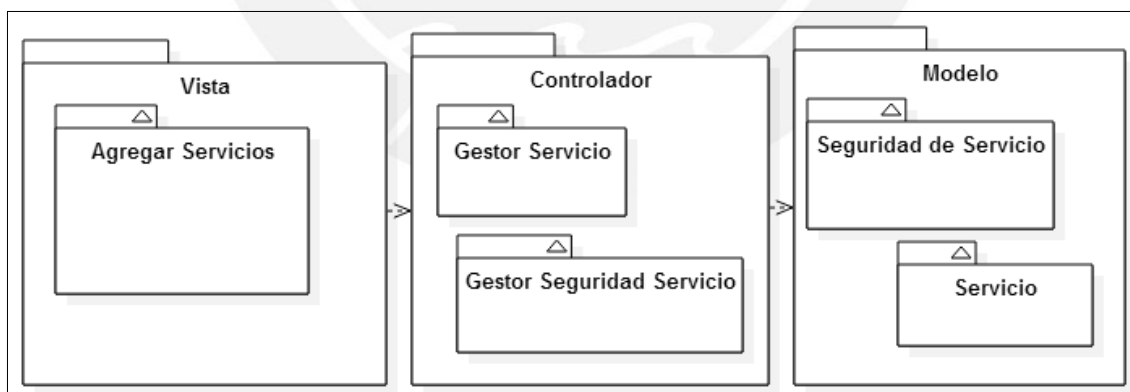 Vista
Agregar Servicios
Controlador
Gestor Servicio
Gestor Seguridad Servicio
Modelo
Seguridad de Servicio
Servicio